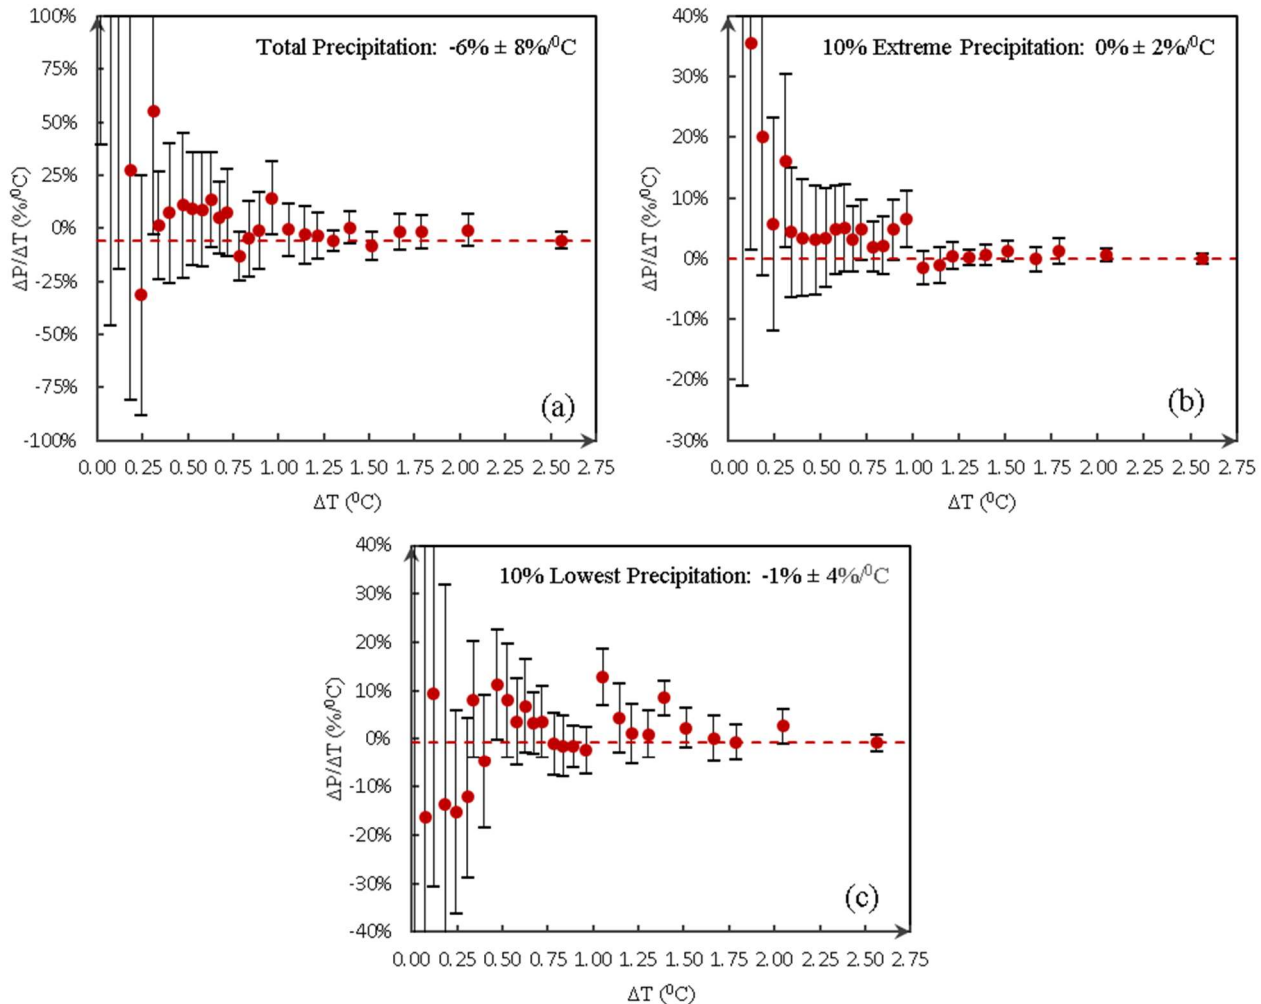 100%
75%
50%
25%
0%
-25%
-50%
-75%
-100%
ΔP/ΔT (%/⁰C)
Total Precipitation: -6% ± 8%/⁰C
(a)
0.00 0.25 0.50 0.75 1.00 1.25 1.50 1.75 2.00 2.25 2.50 2.75
ΔT (⁰C)
40%
30%
20%
10%
0%
-10%
-20%
-30%
ΔP/ΔT (%/⁰C)
10% Extreme Precipitation: 0% ± 2%/⁰C
(b)
0.00 0.25 0.50 0.75 1.00 1.25 1.50 1.75 2.00 2.25 2.50 2.75
ΔT (⁰C)
40%
30%
20%
10%
0%
-10%
-20%
-30%
-40%
ΔP/ΔT (%/⁰C)
10% Lowest Precipitation: -1% ± 4%/⁰C
(c)
0.00 0.25 0.50 0.75 1.00 1.25 1.50 1.75 2.00 2.25 2.50 2.75
ΔT (⁰C)